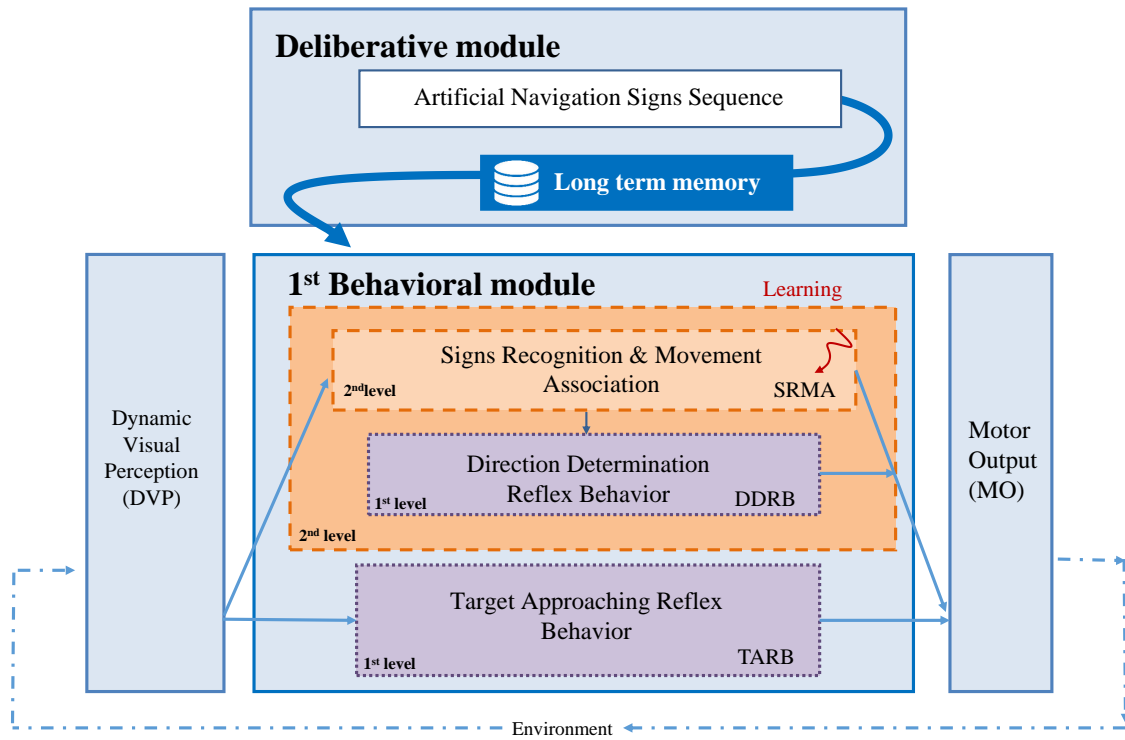 Deliberative module
Artificial Navigation Signs Sequence
Long term memory
1st Behavioral module
Learning
Signs Recognition & Movement
Association
2nd level
SRMA
Direction Determination
Reflex Behavior
1st level
DDRB
2nd level
Target Approaching Reflex
Behavior
1st level
TARB
Dynamic
Visual
Perception
(DVP)
Motor
Output
(MO)
Environment